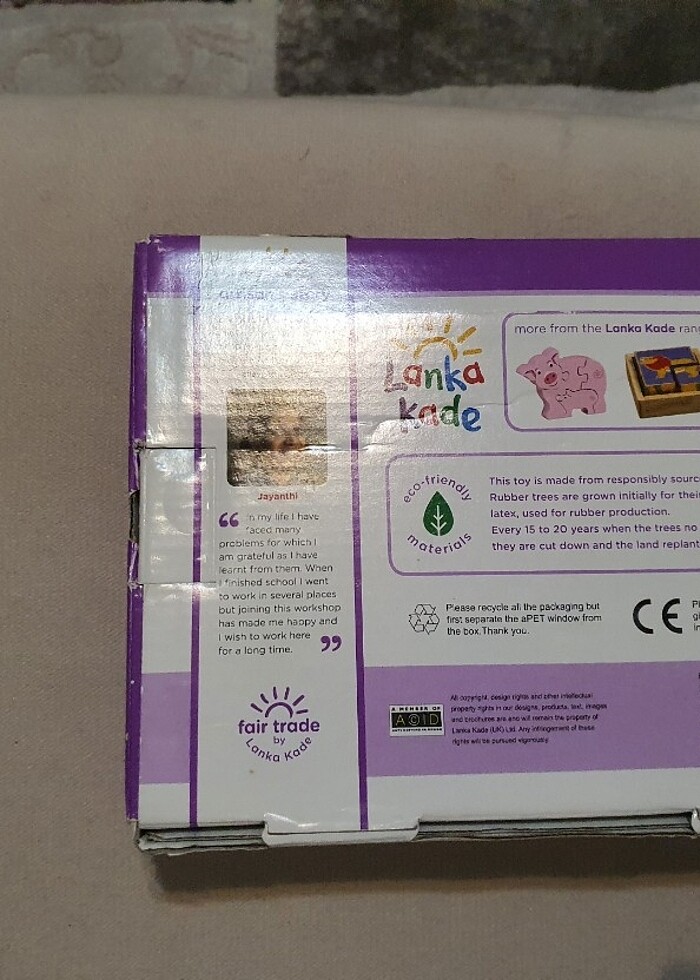 artisan's story
Jayanthi
“ In my life I have
faced many
problems for which I
am grateful as I have
learnt from them. When
I finished school I went
to work in several places
but joining this workshop
has made me happy and
I wish to work here
for a long time. ”
fair trade
by
Lanka Kade
Lanka
kade
more from the Lanka Kade ran
eco-friendly
materials
This toy is made from responsibly sourc
Rubber trees are grown initially for thei
latex, used for rubber production.
Every 15 to 20 years when the trees no
they are cut down and the land replant
Please recycle all the packaging but
first separate the aPET window from
the box.Thank you.
CE
A MEMBER OF
ACID
ANTI COPYING IN DESIGN
All copyright, design rights and other intellectual
property rights in our designs, products, text, images
and brochures are and will remain the property of
Lanka Kade (UK) Ltd. Any infringement of these
rights will be pursued vigorously.